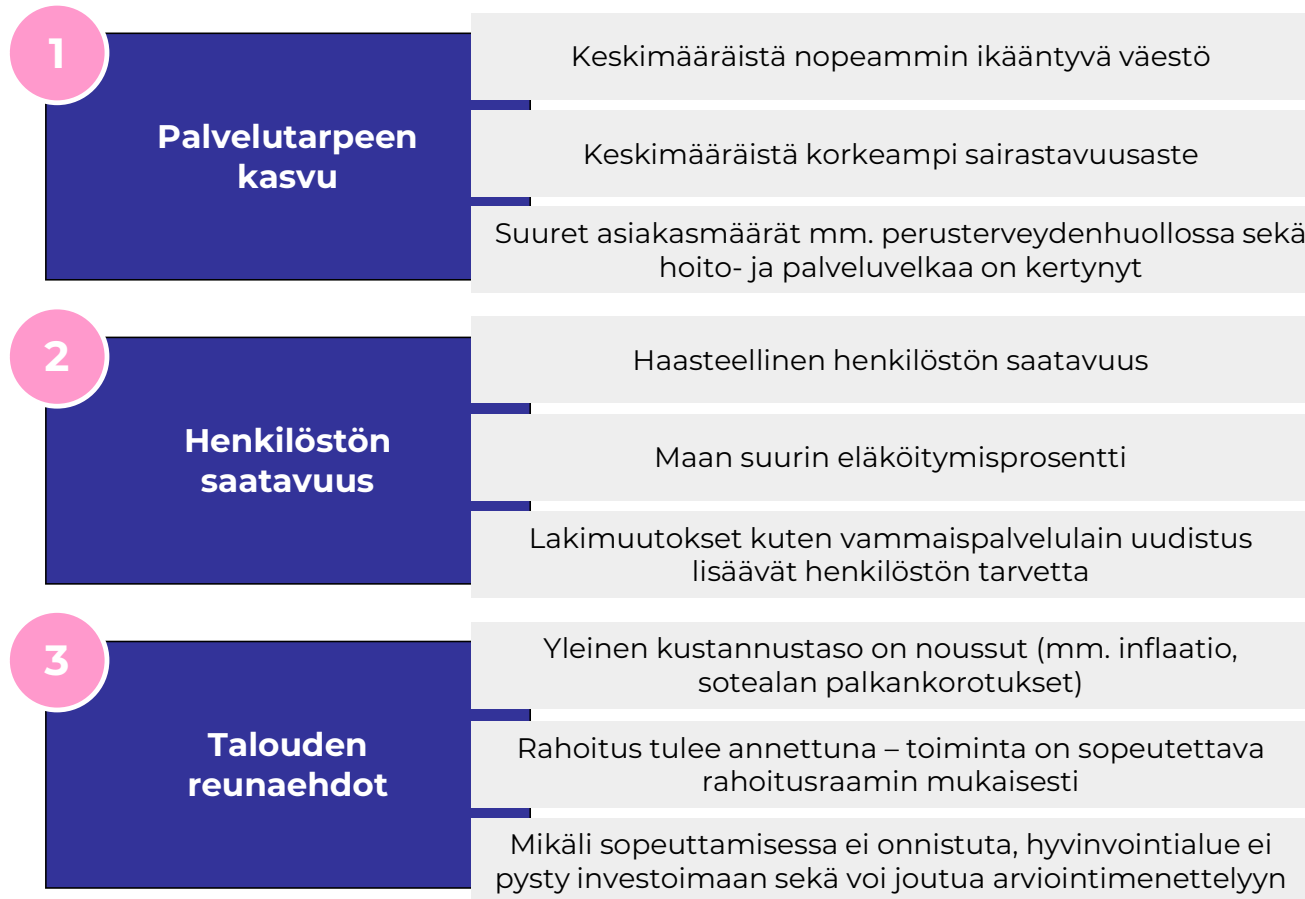 1
Palvelutarpeen
kasvu
Keskimääräistä nopeammin ikääntyvä väestö
Keskimääräistä korkeampi sairastavuusaste
Suuret asiakasmäärät mm. perusterveydenhuollossa sekä
hoito- ja palveluvelkaa on kertynyt
2
Henkilöstön
saatavuus
Haasteellinen henkilöstön saatavuus
Maan suurin eläköitymisprosentti
Lakimuutokset kuten vammaispalvelulain uudistus
lisäävät henkilöstön tarvetta
3
Talouden
reunaehdot
Yleinen kustannustaso on noussut (mm. inflaatio,
sotealan palkankorotukset)
Rahoitus tulee annettuna – toiminta on sopeutettava
rahoitusraamin mukaisesti
Mikäli sopeuttamisessa ei onnistuta, hyvinvointialue ei
pysty investoimaan sekä voi joutua arviointimenettelyyn